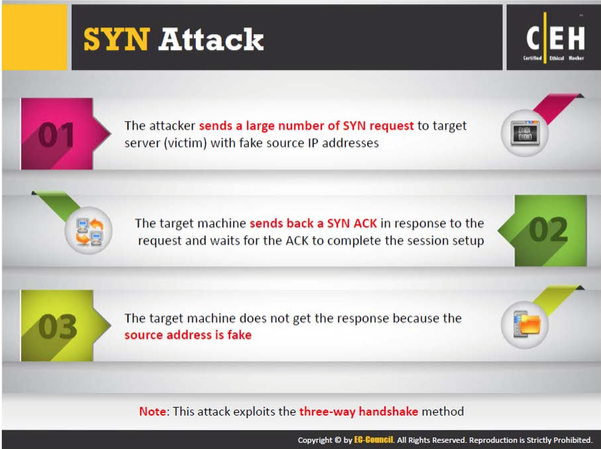 SYN Attack
C|EH
Certified Ethical Hacker
01
The attacker sends a large number of SYN request to target
server (victim) with fake source IP addresses
The target machine sends back a SYN ACK in response to the
request and waits for the ACK to complete the session setup
02
03
The target machine does not get the response because the
source address is fake
Note: This attack exploits the three-way handshake method
Copyright © by EC-Council. All Rights Reserved. Reproduction is Strictly Prohibited.